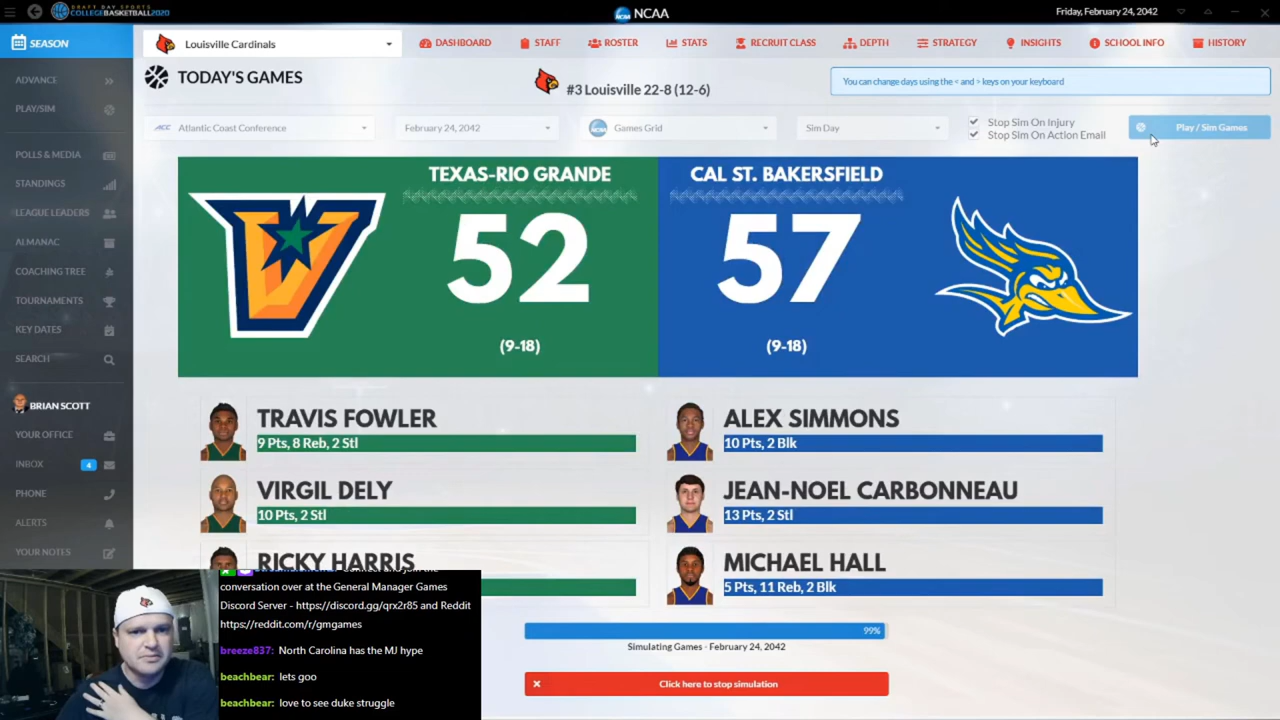 DRAFT DAY SPORTS
COLLEGE BASKETBALL 2020
NCAA
Friday, February 24, 2042
SEASON
Louisville Cardinals
DASHBOARD
STAFF
ROSTER
STATS
RECRUIT CLASS
DEPTH
STRATEGY
INSIGHTS
SCHOOL INFO
HISTORY
ADVANCE
PLAY/SIM
POLLS & MEDIA
STANDINGS
LEAGUE LEADERS
ALMANAC
COACHING TREE
TOURNAMENTS
KEY DATES
SEARCH
BRIAN SCOTT
YOUR OFFICE
INBOX 4
PHONE
ALERTS
YOUR NOTES
TODAY'S GAMES
#3 Louisville 22-8 (12-6)
You can change days using the < and > keys on your keyboard
ACC Atlantic Coast Conference
February 24, 2042
NCAA Games Grid
Sim Day
Stop Sim On Injury
Stop Sim On Action Email
Play / Sim Games
TEXAS-RIO GRANDE
52
(9-18)
CAL ST. BAKERSFIELD
57
(9-18)
TRAVIS FOWLER
9 Pts, 8 Reb, 2 Stl
ALEX SIMMONS
10 Pts, 2 Blk
VIRGIL DELY
10 Pts, 2 Stl
JEAN-NOEL CARBONNEAU
13 Pts, 2 Stl
RICKY HARRIS
MICHAEL HALL
5 Pts, 11 Reb, 2 Blk
conversation over at the General Manager Games
Discord Server - https://discord.gg/qrx2r85 and Reddit
https://reddit.com/r/gmgames
breeze837: North Carolina has the MJ hype
beachbear: lets goo
beachbear: love to see duke struggle
99%
Simulating Games - February 24, 2042
Click here to stop simulation